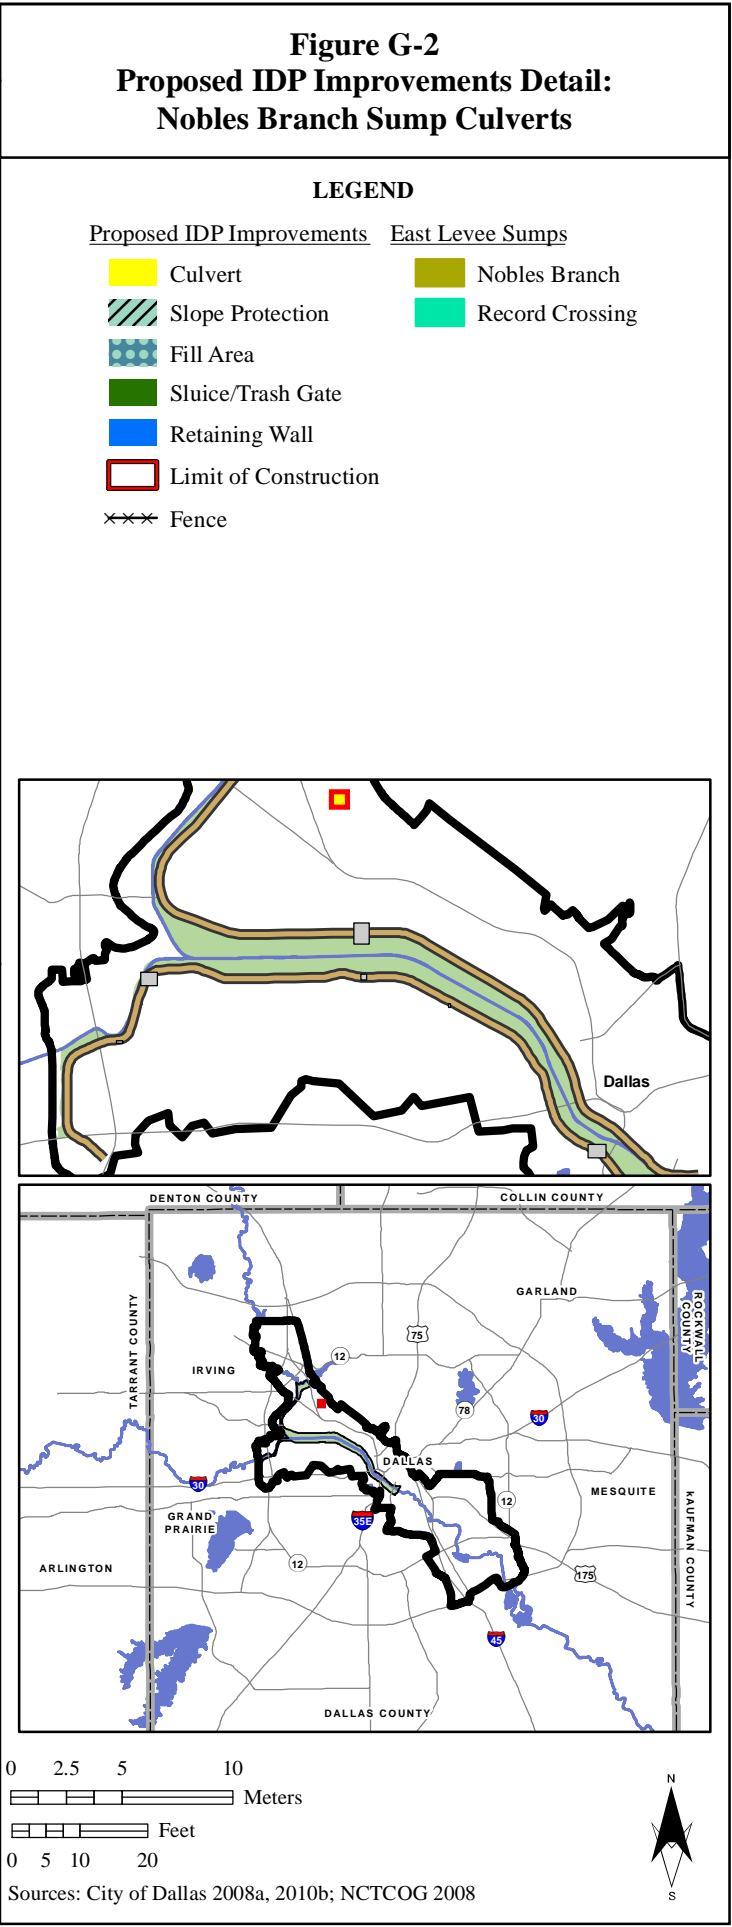 Figure G-2
Proposed IDP Improvements Detail:
Nobles Branch Sump Culverts
LEGEND
Proposed IDP Improvements
Culvert
Slope Protection
Fill Area
Sluice/Trash Gate
Retaining Wall
Limit of Construction
Fence
East Levee Sumps
Nobles Branch
Record Crossing
Dallas
DENTON COUNTY
COLLIN COUNTY
TARRANT COUNTY
ROCKWALL
COUNTY
GARLAND
75
12
IRVING
78
30
DALLAS
30
12
MESQUITE
GRAND
PRAIRIE
35E
KAUFMAN COUNTY
ARLINGTON
12
175
45
DALLAS COUNTY
0 2.5 5 10
Meters
Feet
0 5 10 20
N
S
Sources: City of Dallas 2008a, 2010b; NCTCOG 2008